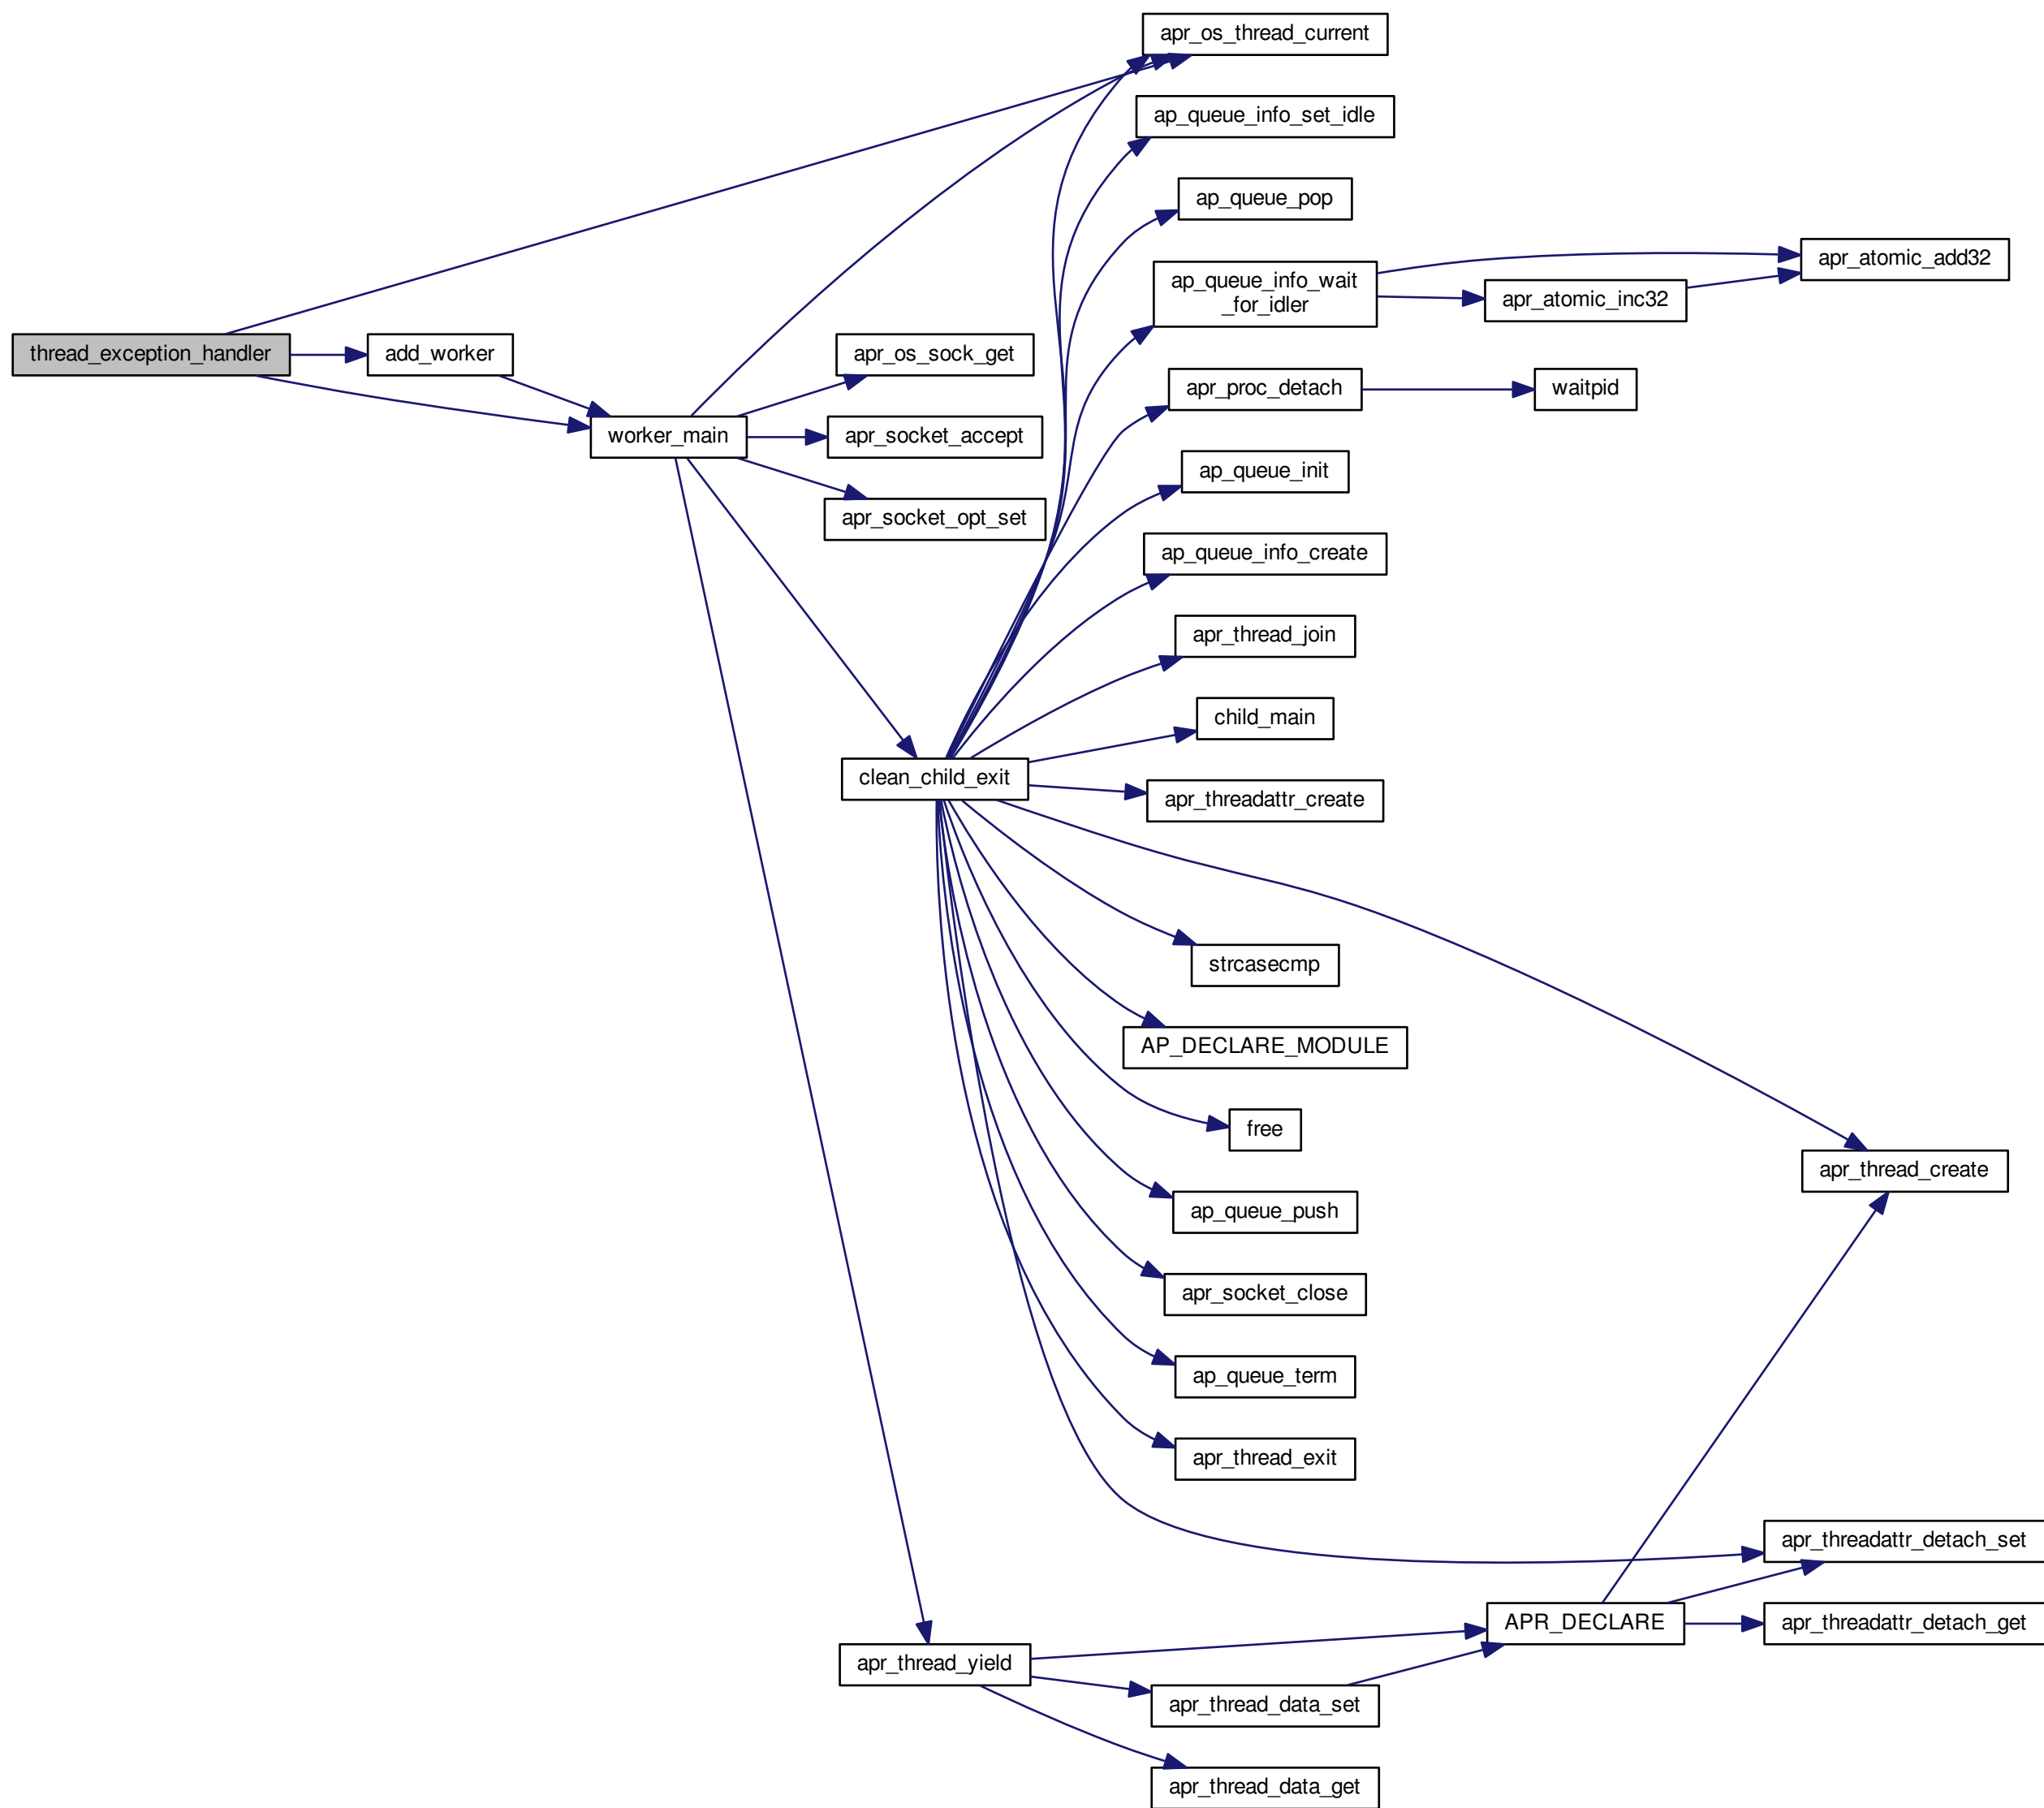 apr_os_thread_current
ap_queue_info_set_idle
ap_queue_pop
ap_queue_info_wait
_for_idler
apr_atomic_add32
apr_atomic_inc32
thread_exception_handler
add_worker
apr_os_sock_get
apr_proc_detach
waitpid
worker_main
apr_socket_accept
ap_queue_init
apr_socket_opt_set
ap_queue_info_create
apr_thread_join
child_main
clean_child_exit
apr_threadattr_create
strcasecmp
AP_DECLARE_MODULE
free
apr_thread_create
ap_queue_push
apr_socket_close
ap_queue_term
apr_thread_exit
apr_threadattr_detach_set
APR_DECLARE
apr_threadattr_detach_get
apr_thread_yield
apr_thread_data_set
apr_thread_data_get